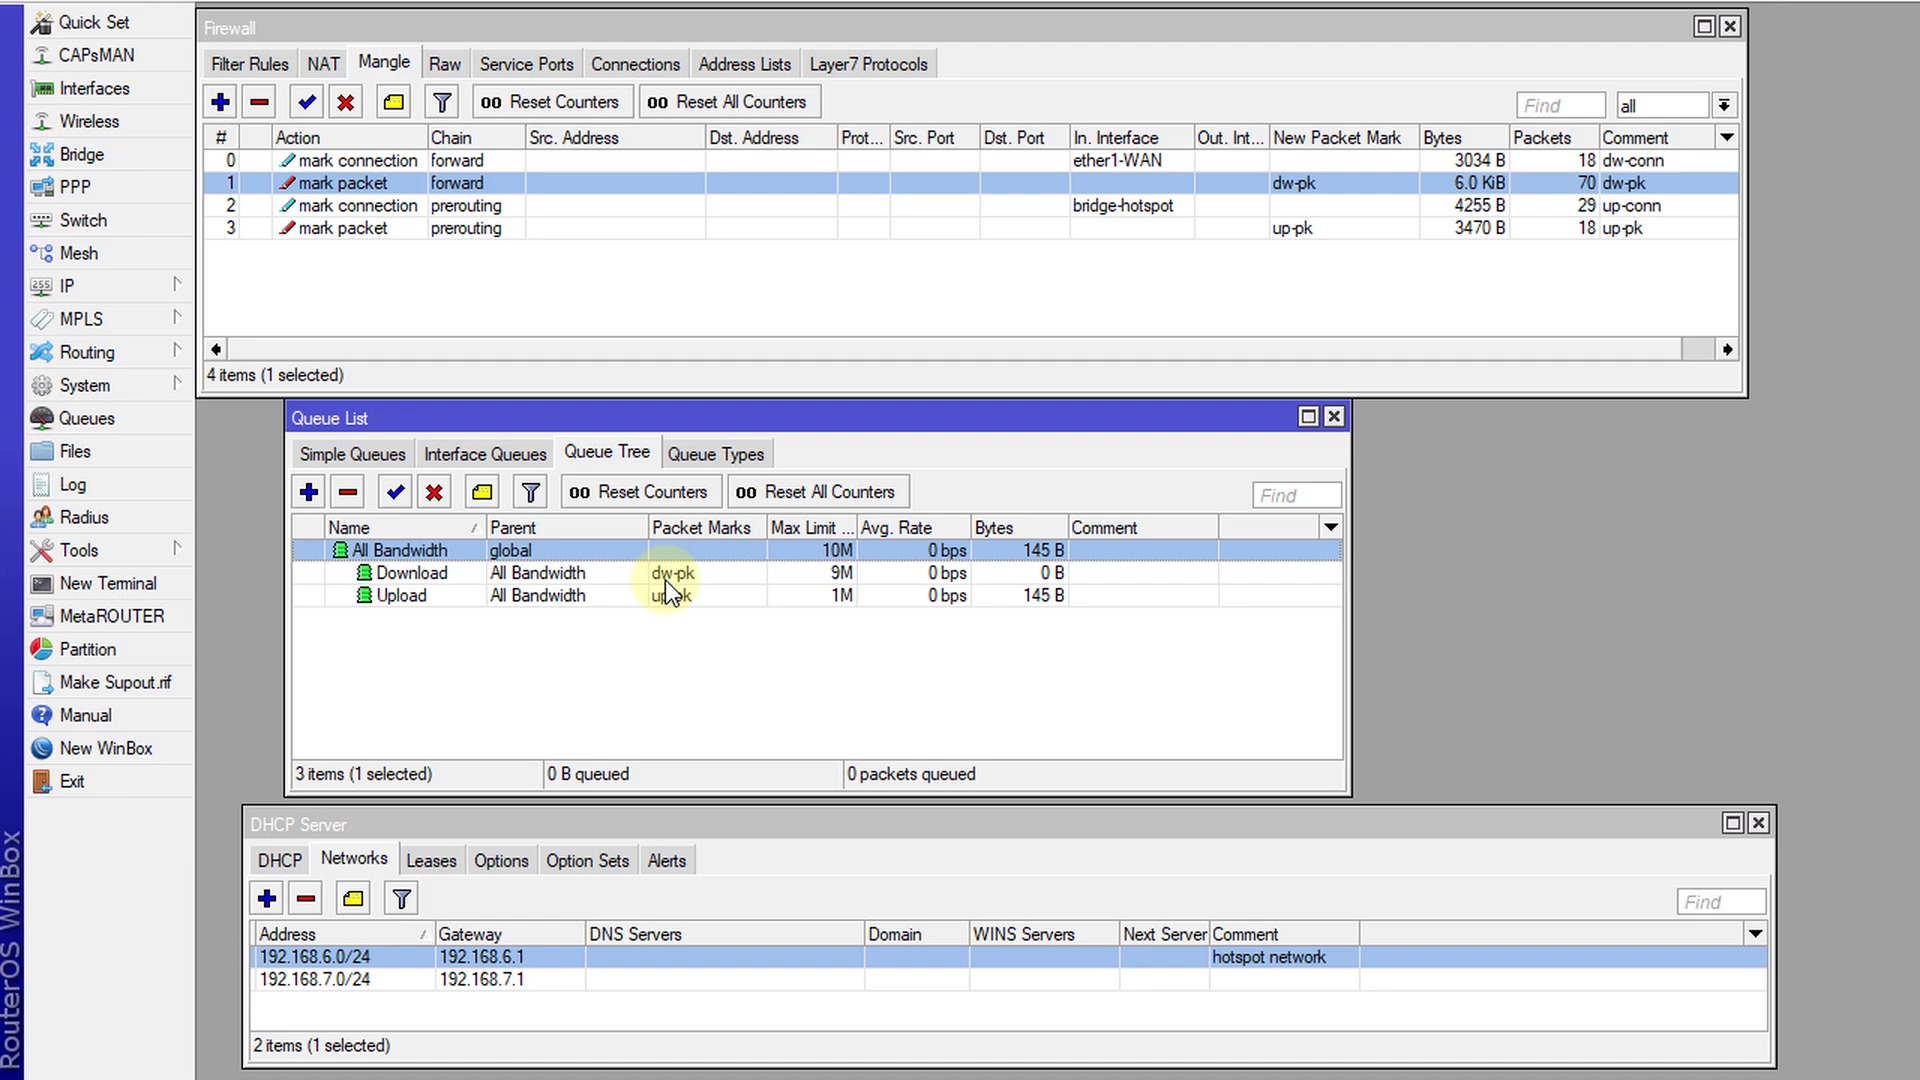 Quick Set
CAPsMAN
Interfaces
Wireless
Bridge
PPP
Switch
Mesh
IP
MPLS
Routing
System
Queues
Files
Log
Radius
Tools
New Terminal
MetaROUTER
Partition
Make Supout.rif
Manual
New WinBox
Exit
RouterOS WinBox
Firewall
Filter Rules NAT Mangle Raw Service Ports Connections Address Lists Layer7 Protocols
00 Reset Counters 00 Reset All Counters Find all
# Action Chain Src. Address Dst. Address Prot... Src. Port Dst. Port In. Interface Out. Int... New Packet Mark Bytes Packets Comment
0 mark connection forward ether1-WAN 3034 B 18 dw-conn
1 mark packet forward dw-pk 6.0 KiB 70 dw-pk
2 mark connection prerouting bridge-hotspot 4255 B 29 up-conn
3 mark packet prerouting up-pk 3470 B 18 up-pk
4 items (1 selected)
Queue List
Simple Queues Interface Queues Queue Tree Queue Types
00 Reset Counters 00 Reset All Counters Find
Name Parent Packet Marks Max Limit ... Avg. Rate Bytes Comment
All Bandwidth global 10M 0 bps 145 B
Download All Bandwidth dw-pk 9M 0 bps 0 B
Upload All Bandwidth up-pk 1M 0 bps 145 B
3 items (1 selected) 0 B queued 0 packets queued
DHCP Server
DHCP Networks Leases Options Option Sets Alerts
Find
Address Gateway DNS Servers Domain WINS Servers Next Server Comment
192.168.6.0/24 192.168.6.1 hotspot network
192.168.7.0/24 192.168.7.1
2 items (1 selected)